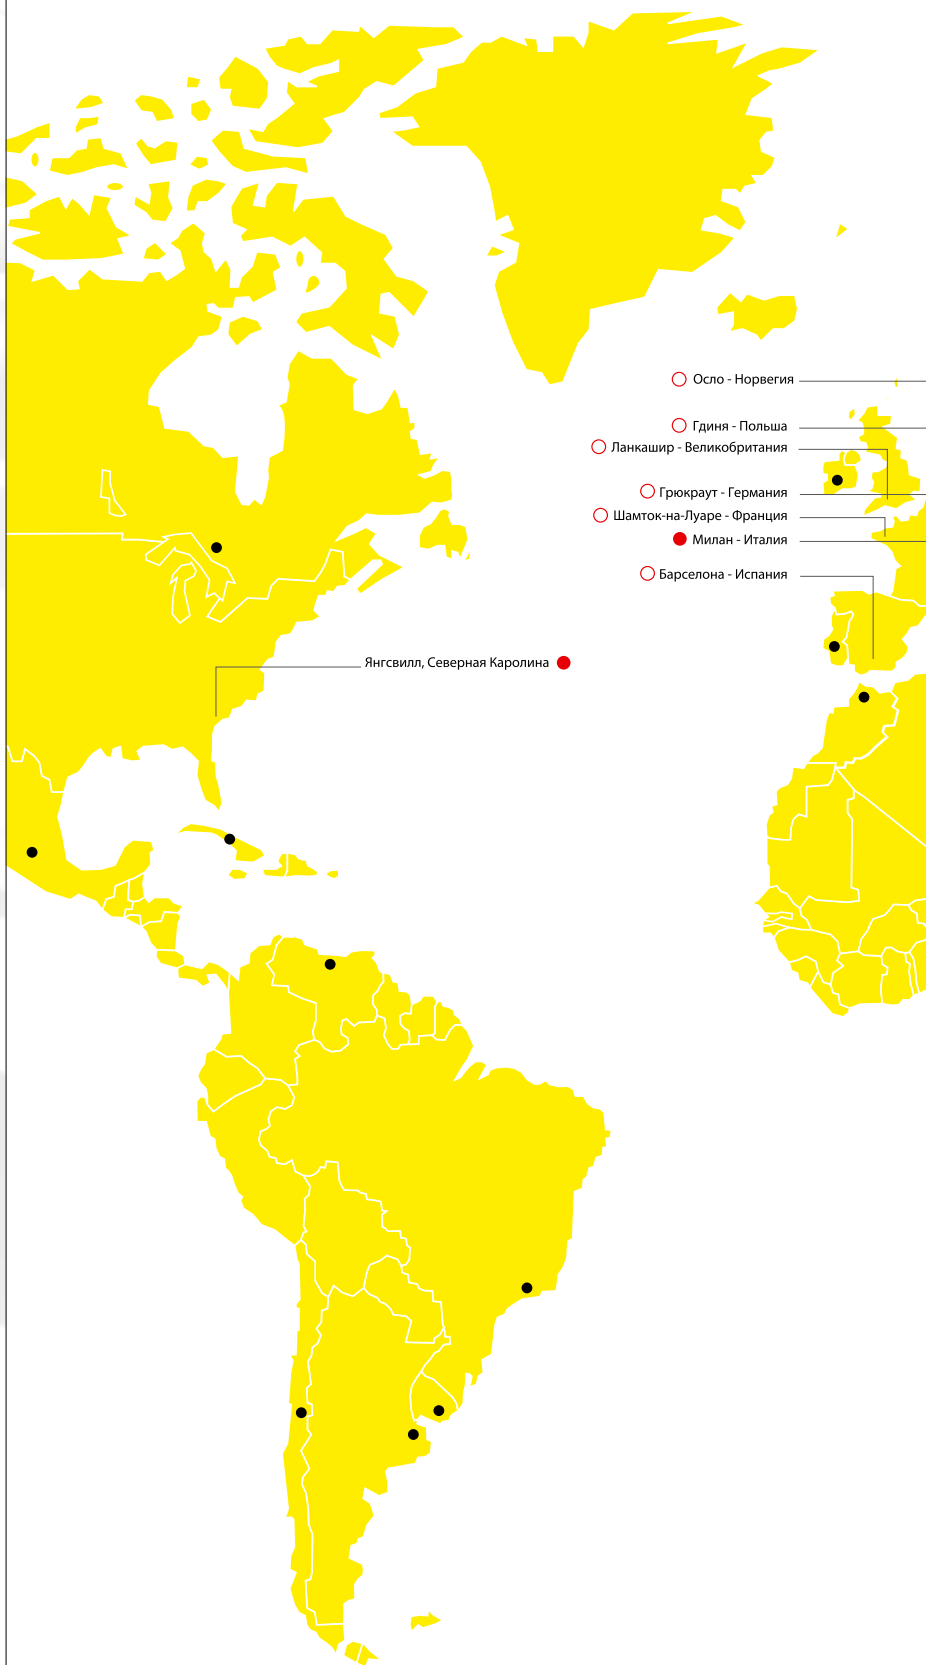 Осло - Норвегия
Гдиня - Польша
Ланкашир - Великобритания
Грюкраут - Германия
Шамток-на-Луаре - Франция
Милан - Италия
Барселона - Испания
Янгсвилл, Северная Каролина